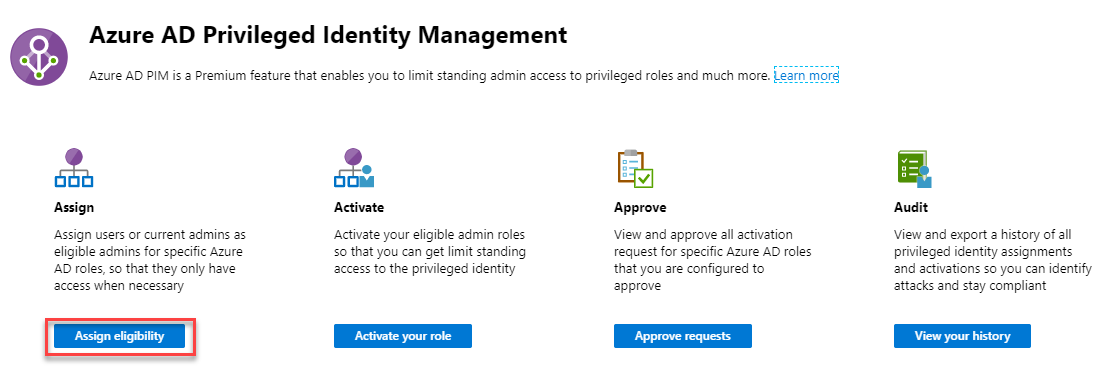 Azure AD Privileged Identity Management
Azure AD PIM is a Premium feature that enables you to limit standing admin access to privileged roles and much more. Learn more
Assign
Assign users or current admins as
eligible admins for specific Azure
AD roles, so that they only have
access when necessary
Assign eligibility
Activate
Activate your eligible admin roles
so that you can get limit standing
access to the privileged identity
Activate your role
Approve
View and approve all activation
request for specific Azure AD roles
that you are configured to
approve
Approve requests
Audit
View and export a history of all
privileged identity assignments
and activations so you can identify
attacks and stay compliant
View your history